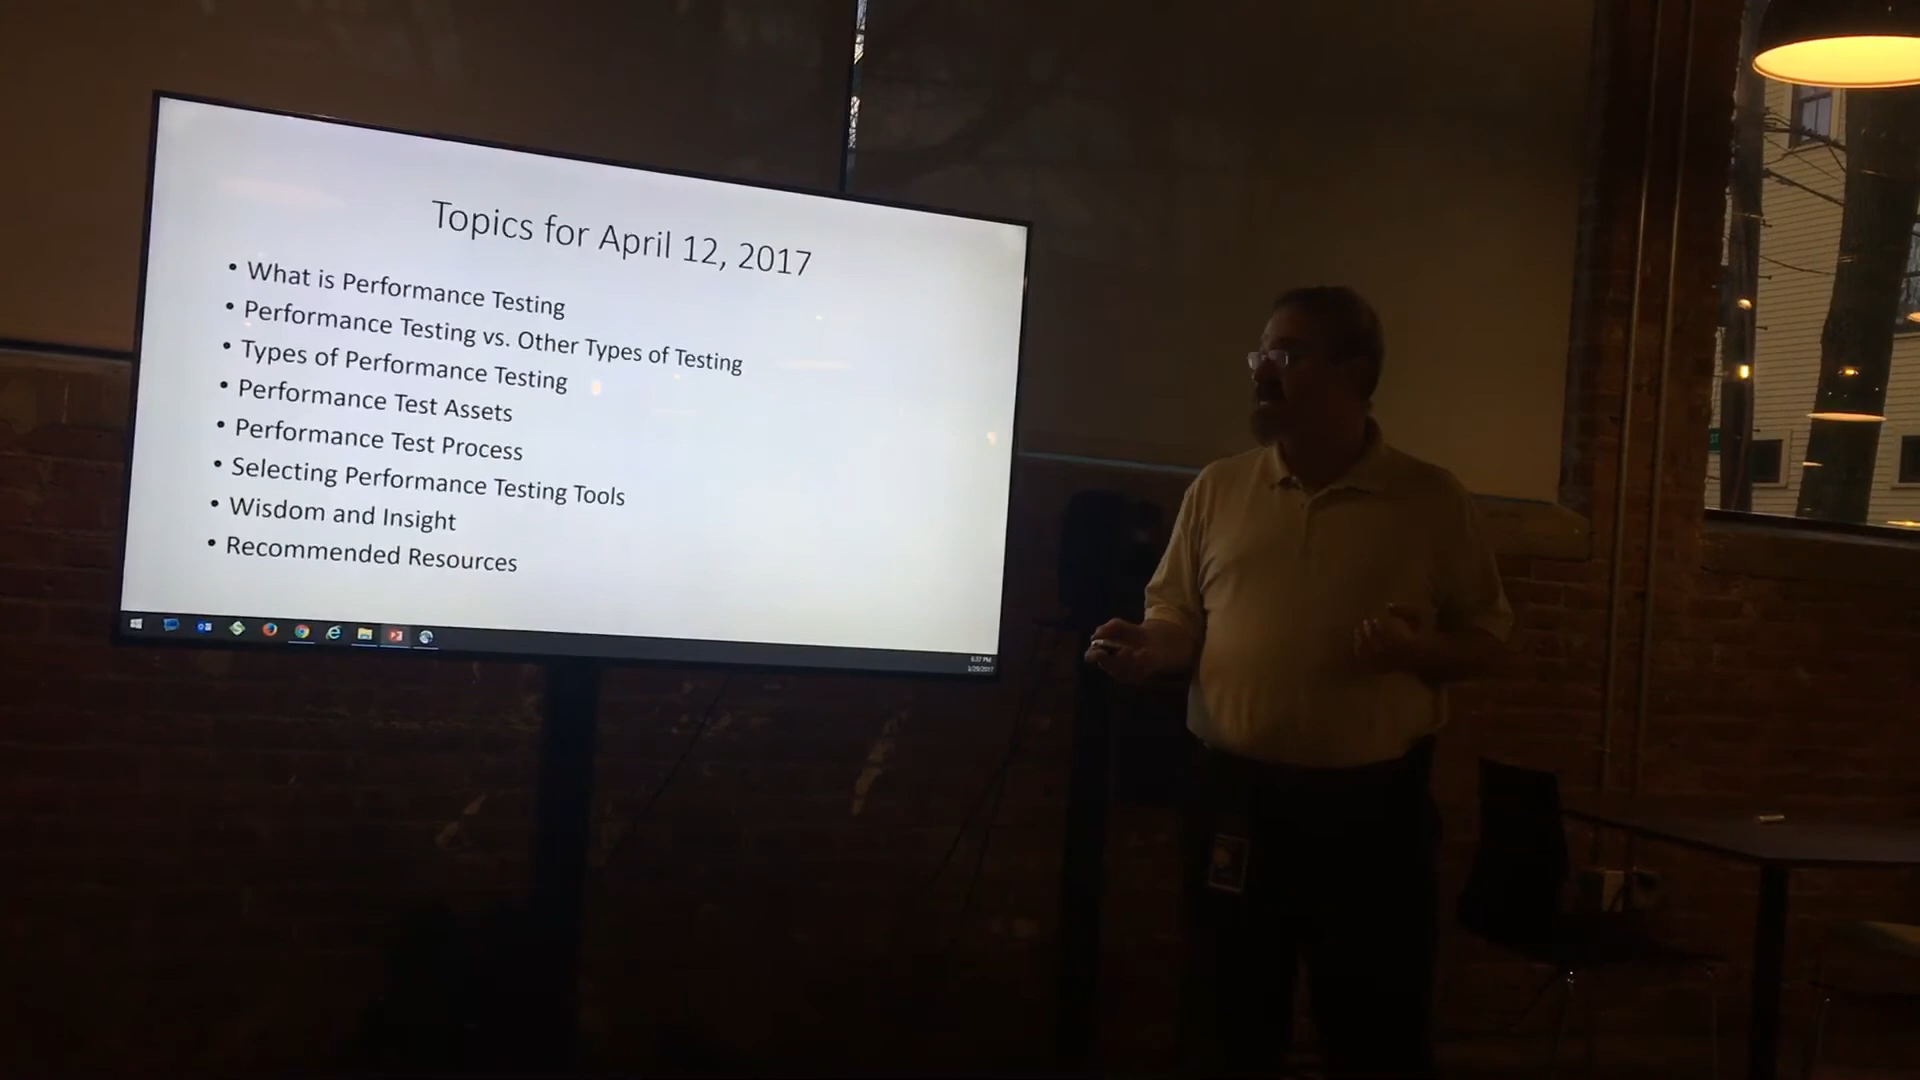 Topics for April 12, 2017
• What is Performance Testing
• Performance Testing vs. Other Types of Testing
• Types of Performance Testing
• Performance Test Assets
• Performance Test Process
• Selecting Performance Testing Tools
• Wisdom and Insight
• Recommended Resources